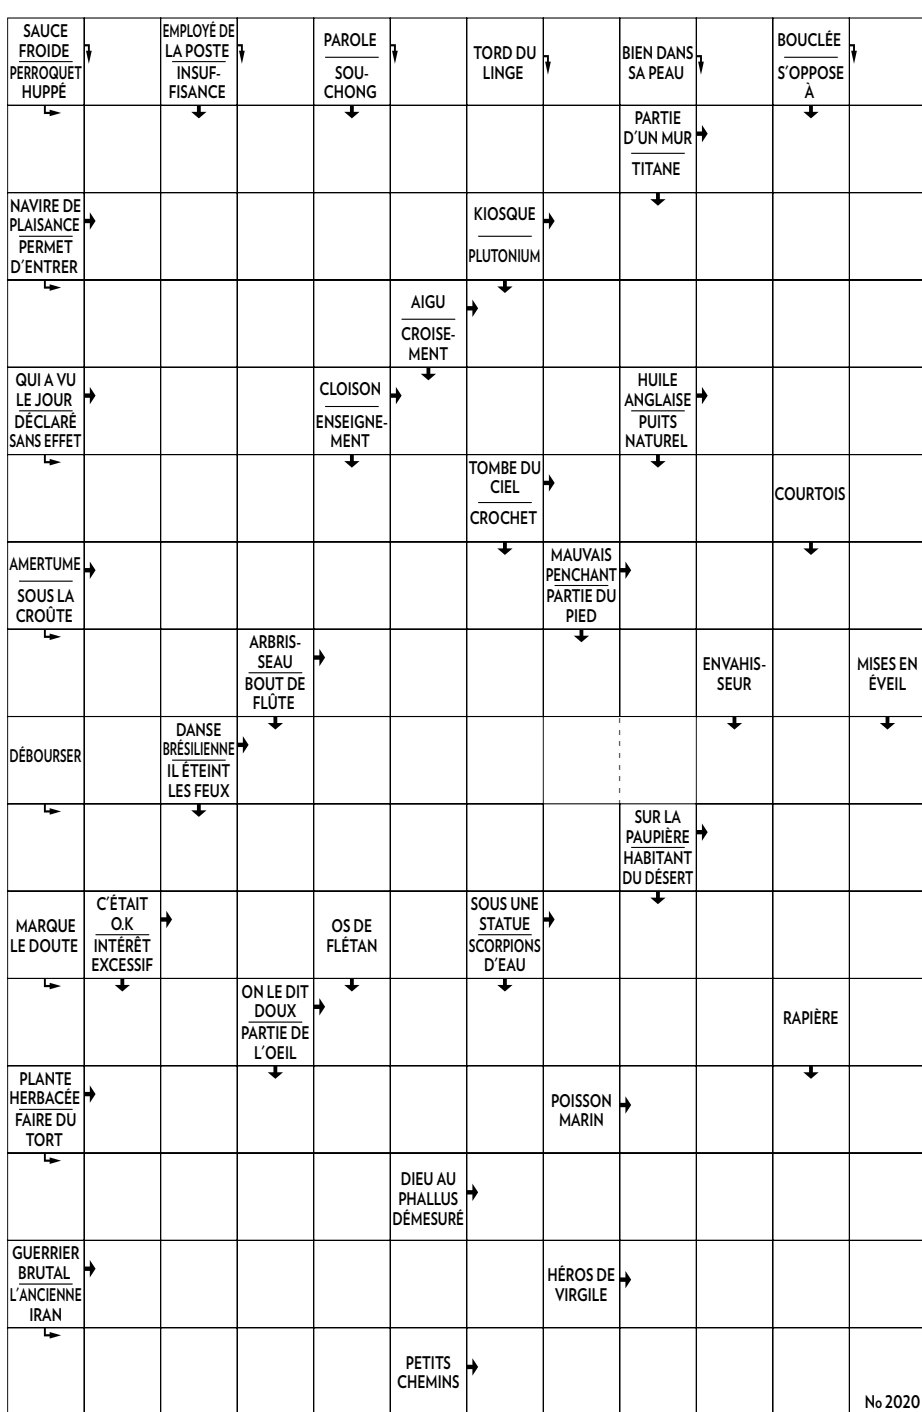 SAUCE
FROIDE
PERROQUET
HUPPÉ
EMPLOYÉ DE
LA POSTE
INSUF-
FISANCE
PAROLE
SOU-
CHONG
TORD DU
LINGE
BIEN DANS
SA PEAU
BOUCLÉE
S'OPPOSE
À
PARTIE
D'UN MUR
TITANE
NAVIRE DE
PLAISANCE
PERMET
D'ENTRER
KIOSQUE
PLUTONIUM
AIGU
CROISE-
MENT
QUI A VU
LE JOUR
DÉCLARÉ
SANS EFFET
CLOISON
ENSEIGNE-
MENT
HUILE
ANGLAISE
PUITS
NATUREL
TOMBE DU
CIEL
CROCHET
COURTOIS
AMERTUME
SOUS LA
CROÛTE
MAUVAIS
PENCHANT
PARTIE DU
PIED
ARBRIS-
SEAU
BOUT DE
FLÛTE
ENVAHIS-
SEUR
MISES EN
ÉVEIL
DÉBOURSER
DANSE
BRÉSILIENNE
IL ÉTEINT
LES FEUX
SUR LA
PAUPIÈRE
HABITANT
DU DÉSERT
MARQUE
LE DOUTE
C'ÉTAIT
O.K
INTÉRÊT
EXCESSIF
OS DE
FLÉTAN
SOUS UNE
STATUE
SCORPIONS
D'EAU
ON LE DIT
DOUX
PARTIE DE
L'OEIL
RAPIÈRE
PLANTE
HERBACÉE
FAIRE DU
TORT
POISSON
MARIN
DIEU AU
PHALLUS
DÉMESURÉ
GUERRIER
BRUTAL
L'ANCIENNE
IRAN
HÉROS DE
VIRGILE
PETITS
CHEMINS
No 2020